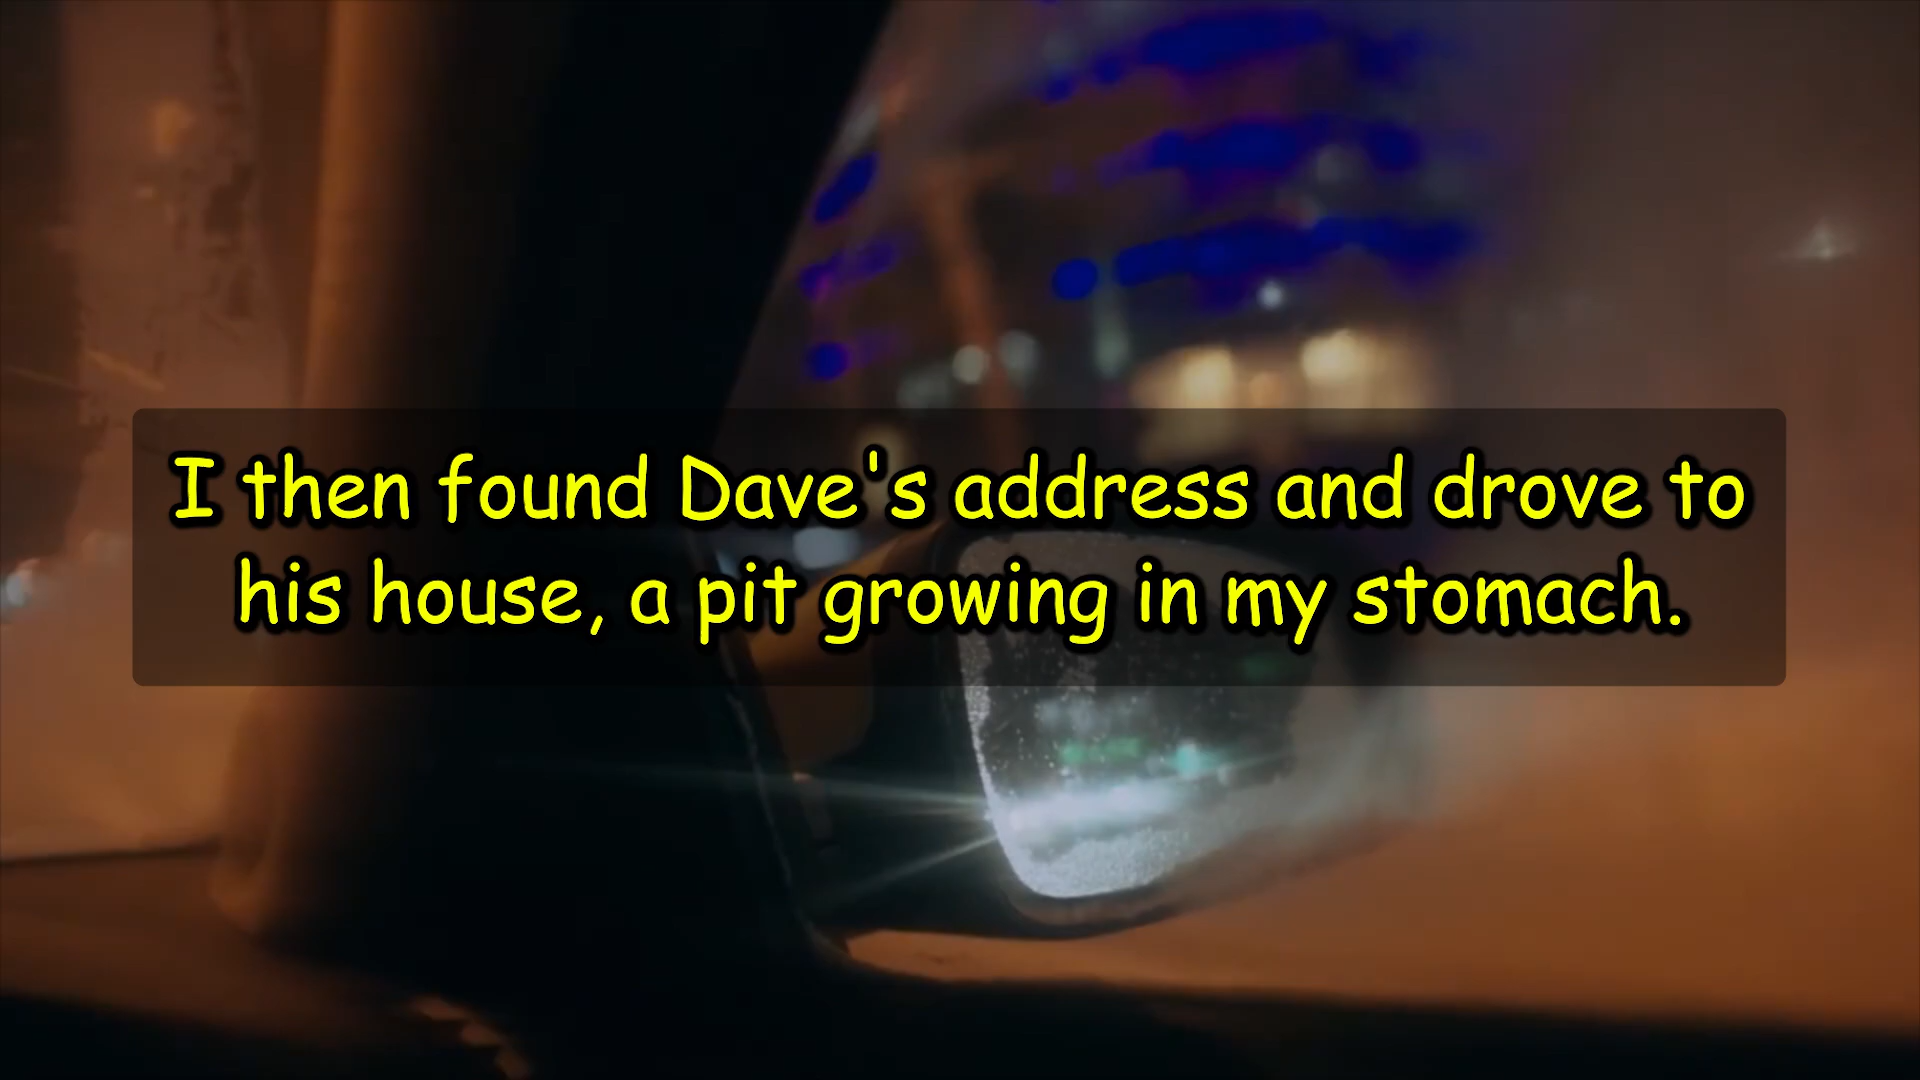 I then found Dave's address and drove to
his house, a pit growing in my stomach.